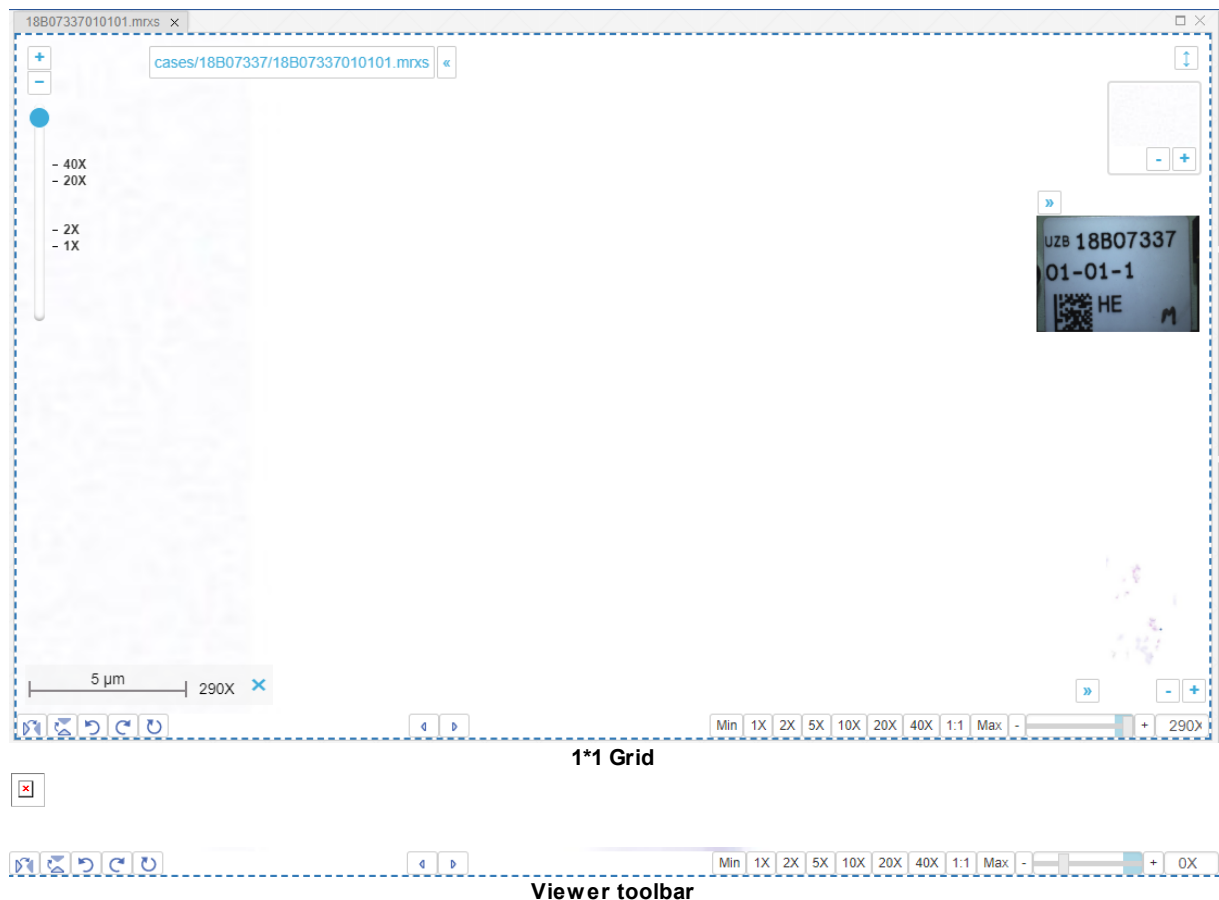 18B07337010101.mrxs ×
+
cases/18B07337/18B07337010101.mrxs «
−
- 40X
- 20X
- 2X
- 1X
- +
»
UZB 18B07337
01-01-1
HE M
5 µm 290X ×
» - +
Min 1X 2X 5X 10X 20X 40X 1:1 Max - + 290X
1*1 Grid
Min 1X 2X 5X 10X 20X 40X 1:1 Max - + 0X
Viewer toolbar